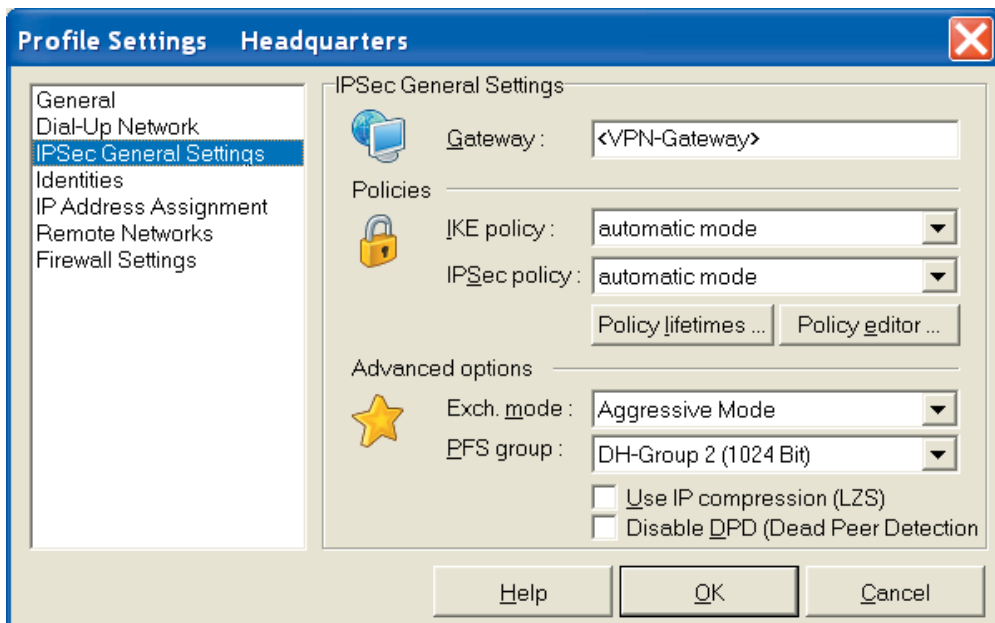 Profile Settings Headquarters
General
Dial-Up Network
IPSec General Settings
Identities
IP Address Assignment
Remote Networks
Firewall Settings
IPSec General Settings
Gateway :
<VPN-Gateway>
Policies
IKE policy :
automatic mode
IPSec policy :
automatic mode
Policy lifetimes ...
Policy editor ...
Advanced options
Exch. mode :
Aggressive Mode
PFS group :
DH-Group 2 (1024 Bit)
Use IP compression (LZS)
Disable DPD (Dead Peer Detection
Help
OK
Cancel